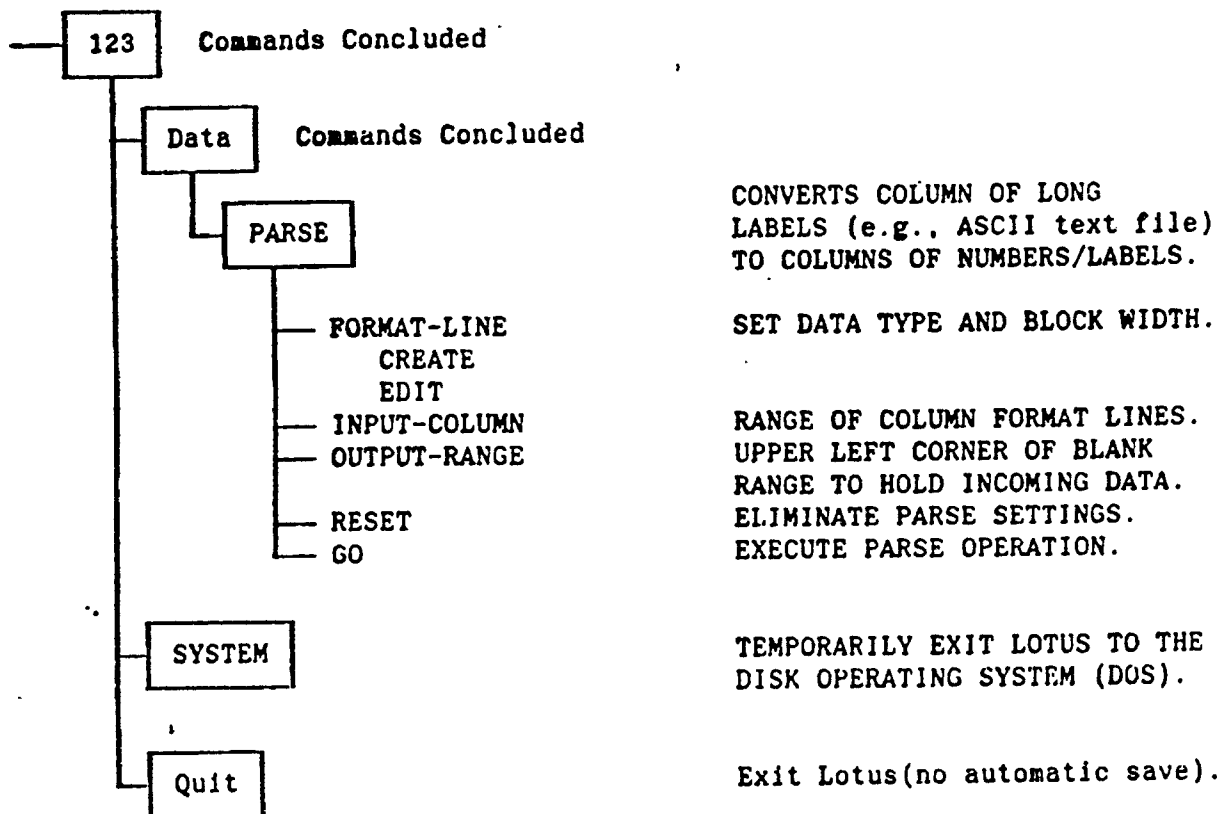 123 Commands Concluded
Data Commands Concluded
PARSE
CONVERTS COLUMN OF LONG
LABELS (e.g., ASCII text file)
TO COLUMNS OF NUMBERS/LABELS.
FORMAT-LINE SET DATA TYPE AND BLOCK WIDTH.
CREATE
EDIT
INPUT-COLUMN RANGE OF COLUMN FORMAT LINES.
OUTPUT-RANGE UPPER LEFT CORNER OF BLANK
RANGE TO HOLD INCOMING DATA.
RESET ELIMINATE PARSE SETTINGS.
GO EXECUTE PARSE OPERATION.
SYSTEM TEMPORARILY EXIT LOTUS TO THE
DISK OPERATING SYSTEM (DOS).
Quit Exit Lotus(no automatic save).